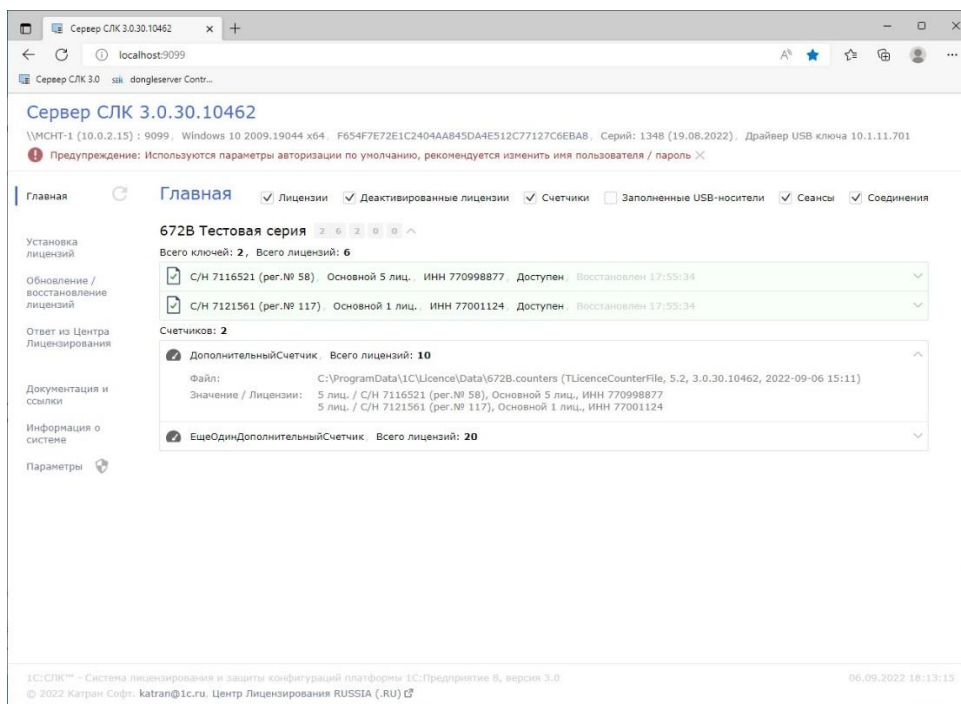 Сервер СЛК 3.0.30.10462
localhost:9099
Сервер СЛК 3.0 dongleserver Contr...
Сервер СЛК 3.0.30.10462
\\МСНТ-1 (10.0.2.15) : 9099, Windows 10 2009.19044 x64, F654F7E72E1C2404AA845DA4E512C77127C6EBA8, Серий: 1348 (19.08.2022), Драйвер USB ключа 10.1.11.701
Предупреждение: Используются параметры авторизации по умолчанию, рекомендуется изменить имя пользователя / пароль
Главная
Установка
лицензий
Обновление /
восстановление
лицензий
Ответ из Центра
Лицензирования
Документация и
ссылки
Информация о
системе
Параметры
Главная Лицензии Деактивированные лицензии Счетчики Заполненные USB-носители Сеансы Соединения
672B Тестовая серия 2 6 2 0 0
Всего ключей: 2, Всего лицензий: 6
С/Н 7116521 (рег.№ 58), Основной 5 лиц., ИНН 770998877, Доступен, Восстановлен 17:55:34
С/Н 7121561 (рег.№ 117), Основной 1 лиц., ИНН 77001124, Доступен, Восстановлен 17:55:34
Счетчиков: 2
ДополнительныйСчетчик, Всего лицензий: 10
Файл: C:\ProgramData\1C\Licence\Data\672B.counters (TLicenceCounterFile, 5.2, 3.0.30.10462, 2022-09-06 15:11)
Значение / Лицензии: 5 лиц. / С/Н 7116521 (рег.№ 58), Основной 5 лиц., ИНН 770998877
5 лиц. / С/Н 7121561 (рег.№ 117), Основной 1 лиц., ИНН 77001124
ЕщеОдинДополнительныйСчетчик, Всего лицензий: 20
1С:СЛК™ - Система лицензирования и защиты конфигураций платформы 1С:Предприятие 8, версия 3.0 06.09.2022 18:13:15
© 2022 Катран Софт. katran@1c.ru, Центр Лицензирования RUSSIA (.RU)